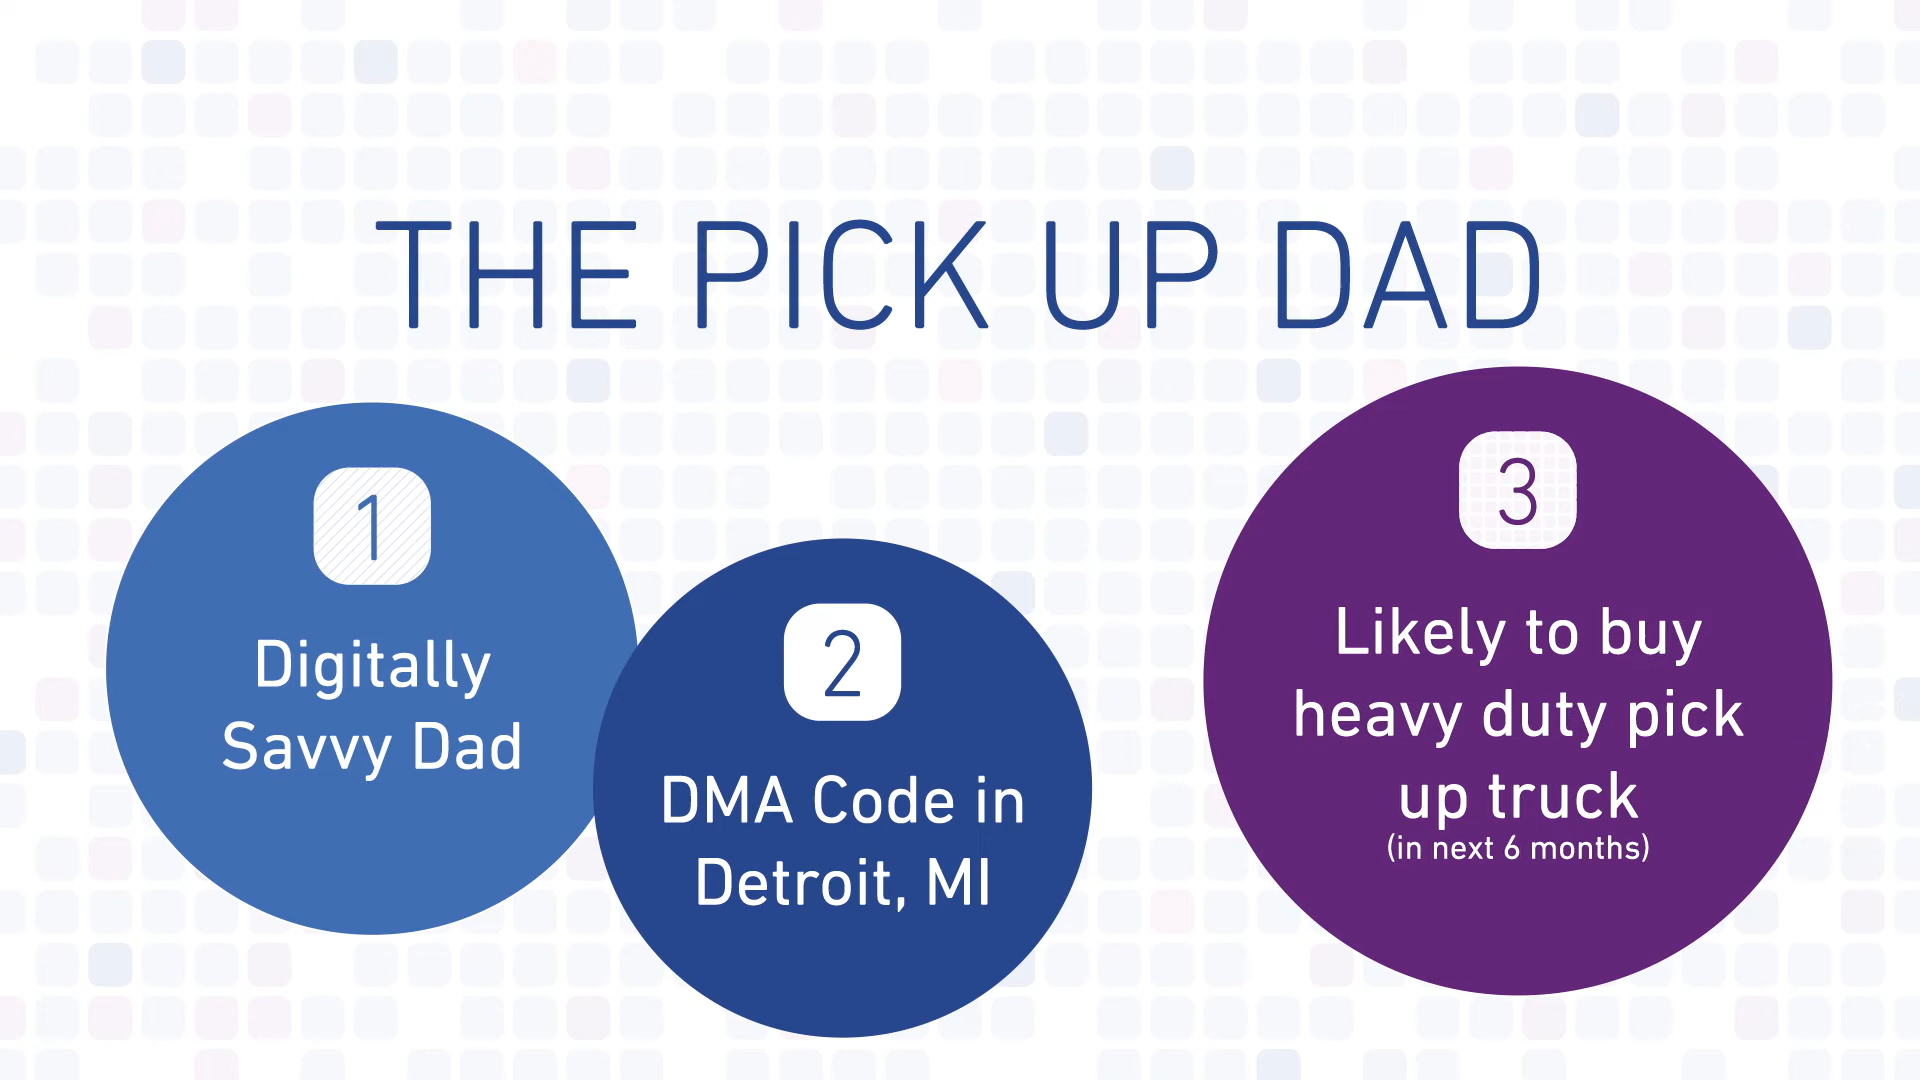 THE PICK UP DAD
1
Digitally
Savvy Dad
2
DMA Code in
Detroit, MI
3
Likely to buy
heavy duty pick
up truck
(in next 6 months)